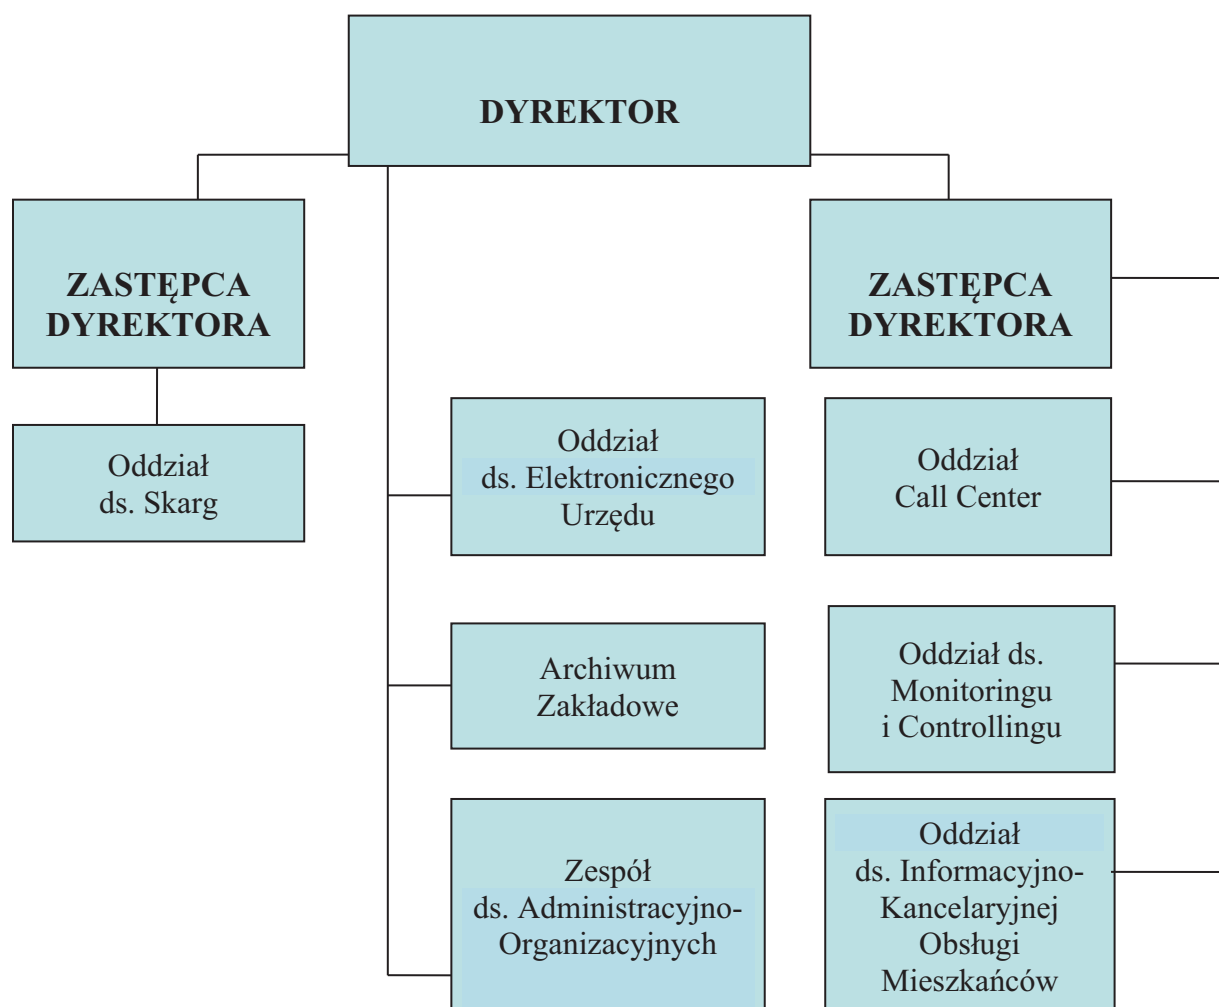 DYREKTOR
ZASTĘPCA
DYREKTORA
ZASTĘPCA
DYREKTORA
Oddział
ds. Skarg
Oddział
ds. Elektronicznego
Urzędu
Oddział
Call Center
Archiwum
Zakładowe
Oddział ds.
Monitoringu
i Controllingu
Zespół
ds. Administracyjno-
Organizacyjnych
Oddział
ds. Informacyjno-
Kancelaryjnej
Obsługi
Mieszkańców